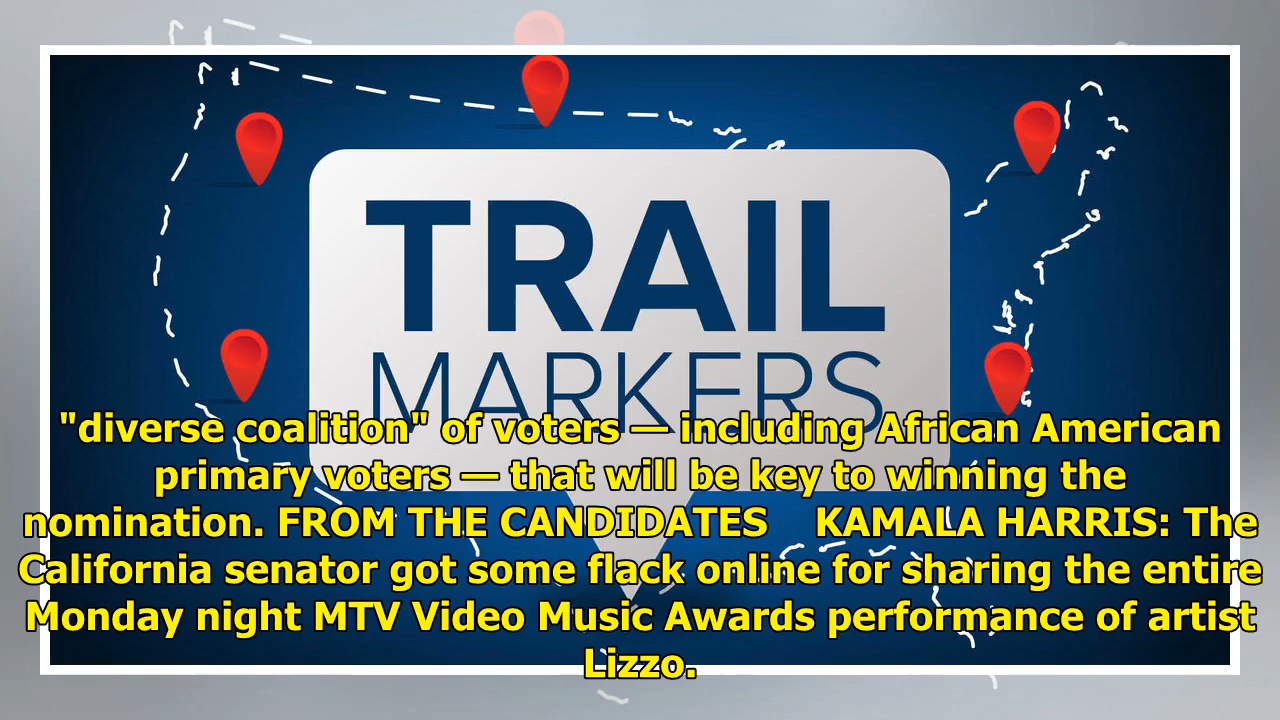 TRAIL
MARKERS
"diverse coalition" of voters — including African American
primary voters — that will be key to winning the
nomination. FROM THE CANDIDATES    KAMALA HARRIS: The
California senator got some flack online for sharing the entire
Monday night MTV Video Music Awards performance of artist
Lizzo.